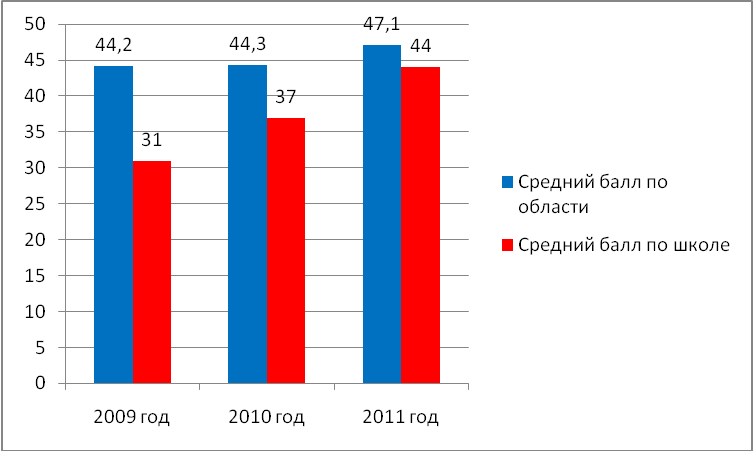 50
45
40
35
30
25
20
15
10
5
0
44,2
31
44,3
37
47,1
44
2009 год
2010 год
2011 год
Средний балл по
области
Средний балл по школе